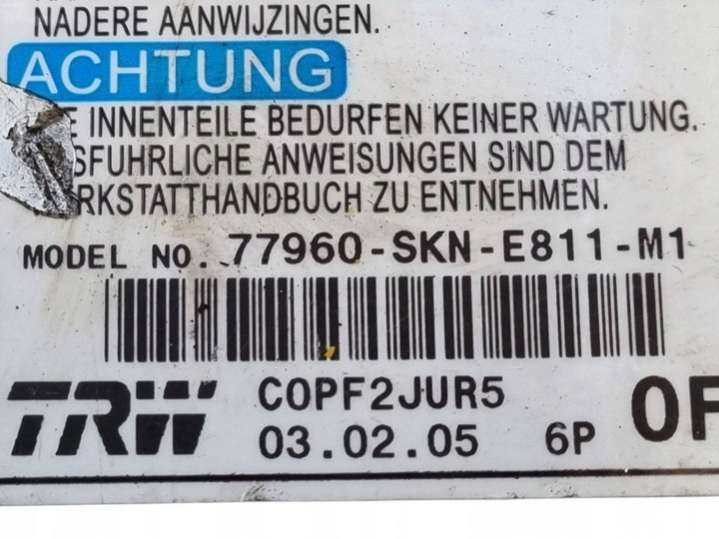 NADERE AANWIJZINGEN.
ACHTUNG
E INNENTEILE BEDURFEN KEINER WARTUNG.
SFUHRLICHE ANWEISUNGEN SIND DEM
RKSTATTHANDBUCH ZU ENTNEHMEN.
MODEL NO. 77960-SKN-E811-M1
TRW C0PF2JUR5 0F
03.02.05 6P